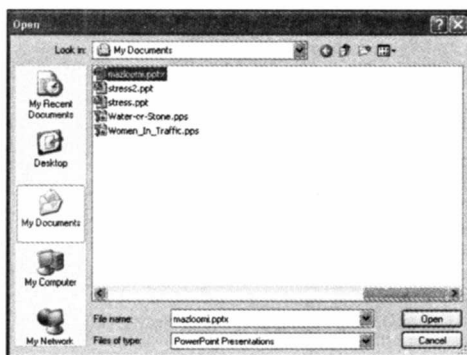 Open
Look in: My Documents
My Recent
Documents
Desktop
My Documents
My Computer
My Network
mazloomi.pptx
stress2.ppt
stress.ppt
Water-or-Stone.pps
Women_In_Traffic.pps
File name: mazloomi.pptx Open
Files of type: PowerPoint Presentations Cancel